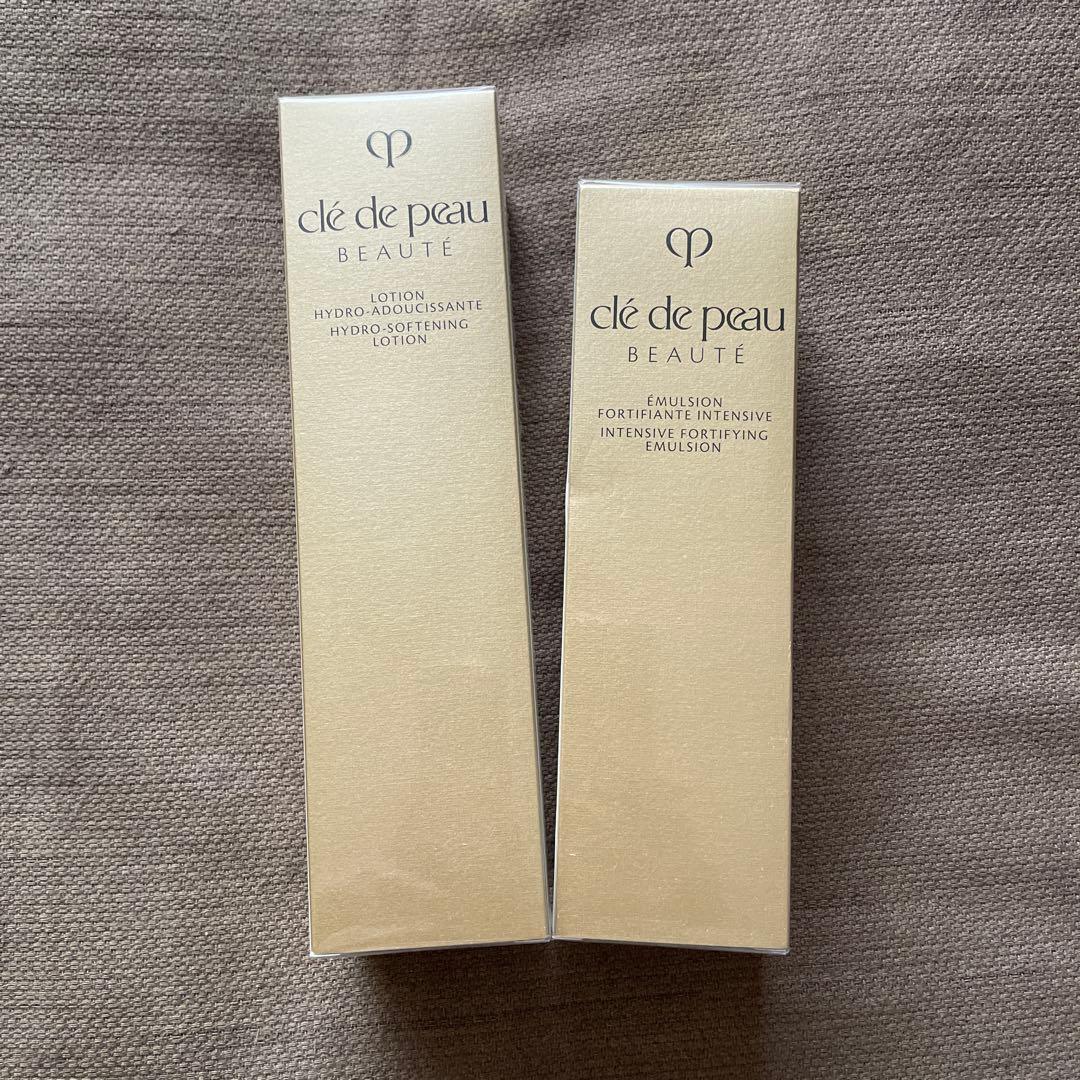 clé de peau
BEAUTÉ
LOTION
HYDRO-ADOUCISSANTE
HYDRO-SOFTENING
LOTION
clé de peau
BEAUTÉ
ÉMULSION
FORTIFIANTE INTENSIVE
INTENSIVE FORTIFYING
EMULSION